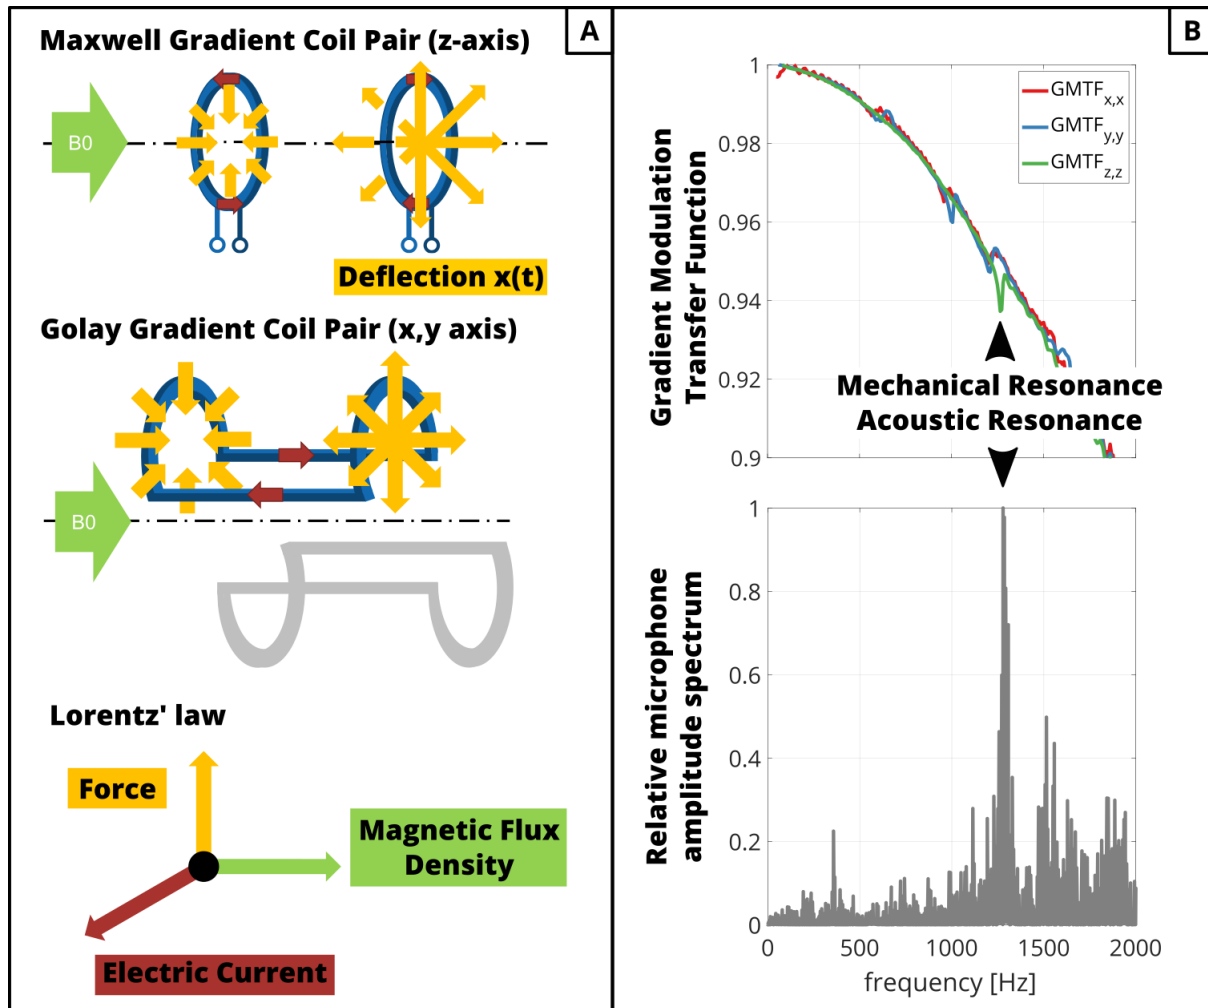 A
Maxwell Gradient Coil Pair (z-axis)
B0
Deflection x(t)
Golay Gradient Coil Pair (x,y axis)
B0
Lorentz' law
Force
Magnetic Flux
Density
Electric Current
B
Gradient Modulation
Transfer Function
1
0.98
0.96
0.94
0.92
0.9
GMTFx,x
GMTFy,y
GMTFz,z
Mechanical Resonance
Acoustic Resonance
Relative microphone
amplitude spectrum
1
0.8
0.6
0.4
0.2
0
0 500 1000 1500 2000
frequency [Hz]